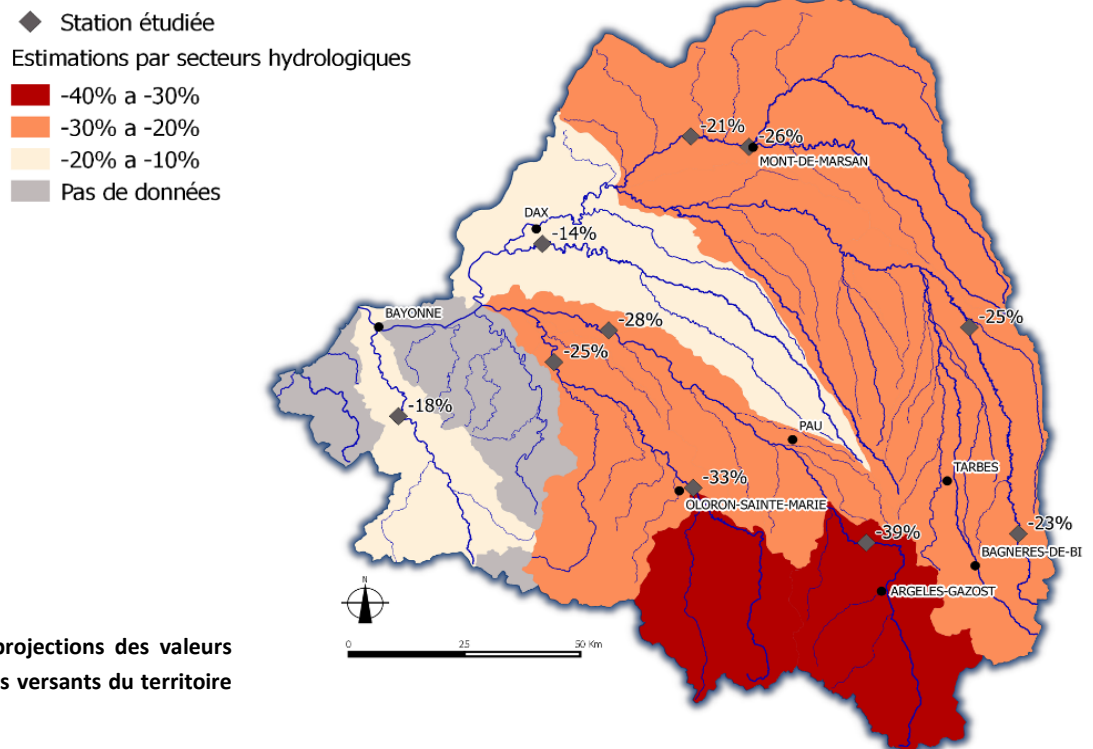 Station étudiée
Estimations par secteurs hydrologiques
-40% a -30%
-30% a -20%
-20% a -10%
Pas de données
-21%
-26%
MONT-DE-MARSAN
DAX
-14%
BAYONNE
-28%
-25%
-25%
-18%
PAU
TARBES
-33%
OLORON-SAINTE-MARIE
-23%
-39%
BAGNERES-DE-BI
ARGELES-GAZOST
N
0 25 50 Km
projections des valeurs
s versants du territoire